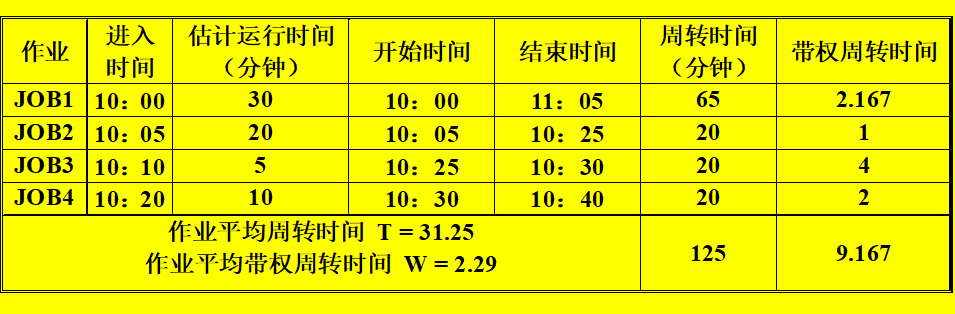 作业 进入时间 估计运行时间（分钟） 开始时间 结束时间 周转时间（分钟） 带权周转时间
JOB1 10：00 30 10：00 11：05 65 2.167
JOB2 10：05 20 10：05 10：25 20 1
JOB3 10：10 5 10：25 10：30 20 4
JOB4 10：20 10 10：30 10：40 20 2
作业平均周转时间 T = 31.25
作业平均带权周转时间 W = 2.29
125 9.167